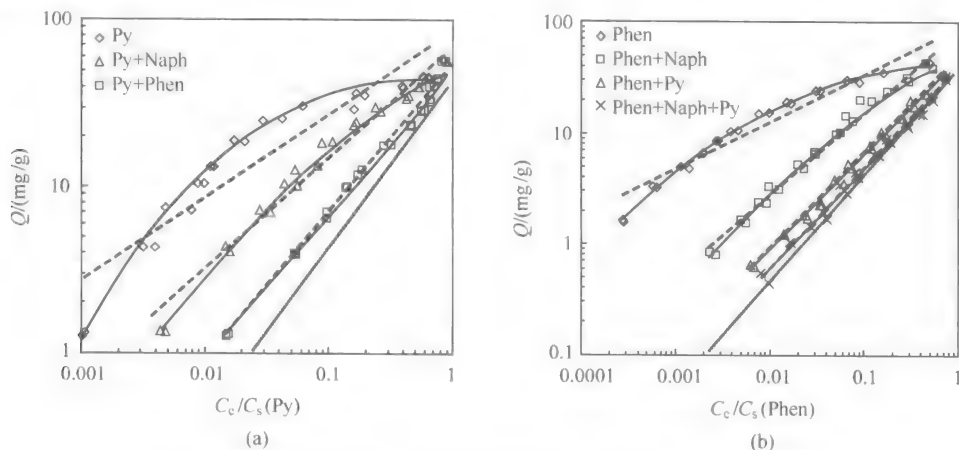 100
10
1
Q/(mg/g)
Py
Py+Naph
Py+Phen
0.001
0.01
0.1
1
Cₑ/Cₛ (Py)
(a)
100
10
1
0.1
Q/(mg/g)
Phen
Phen+Naph
Phen+Py
Phen+Naph+Py
0.0001
0.01
0.1
1
Cₑ/Cₛ (Phen)
(b)